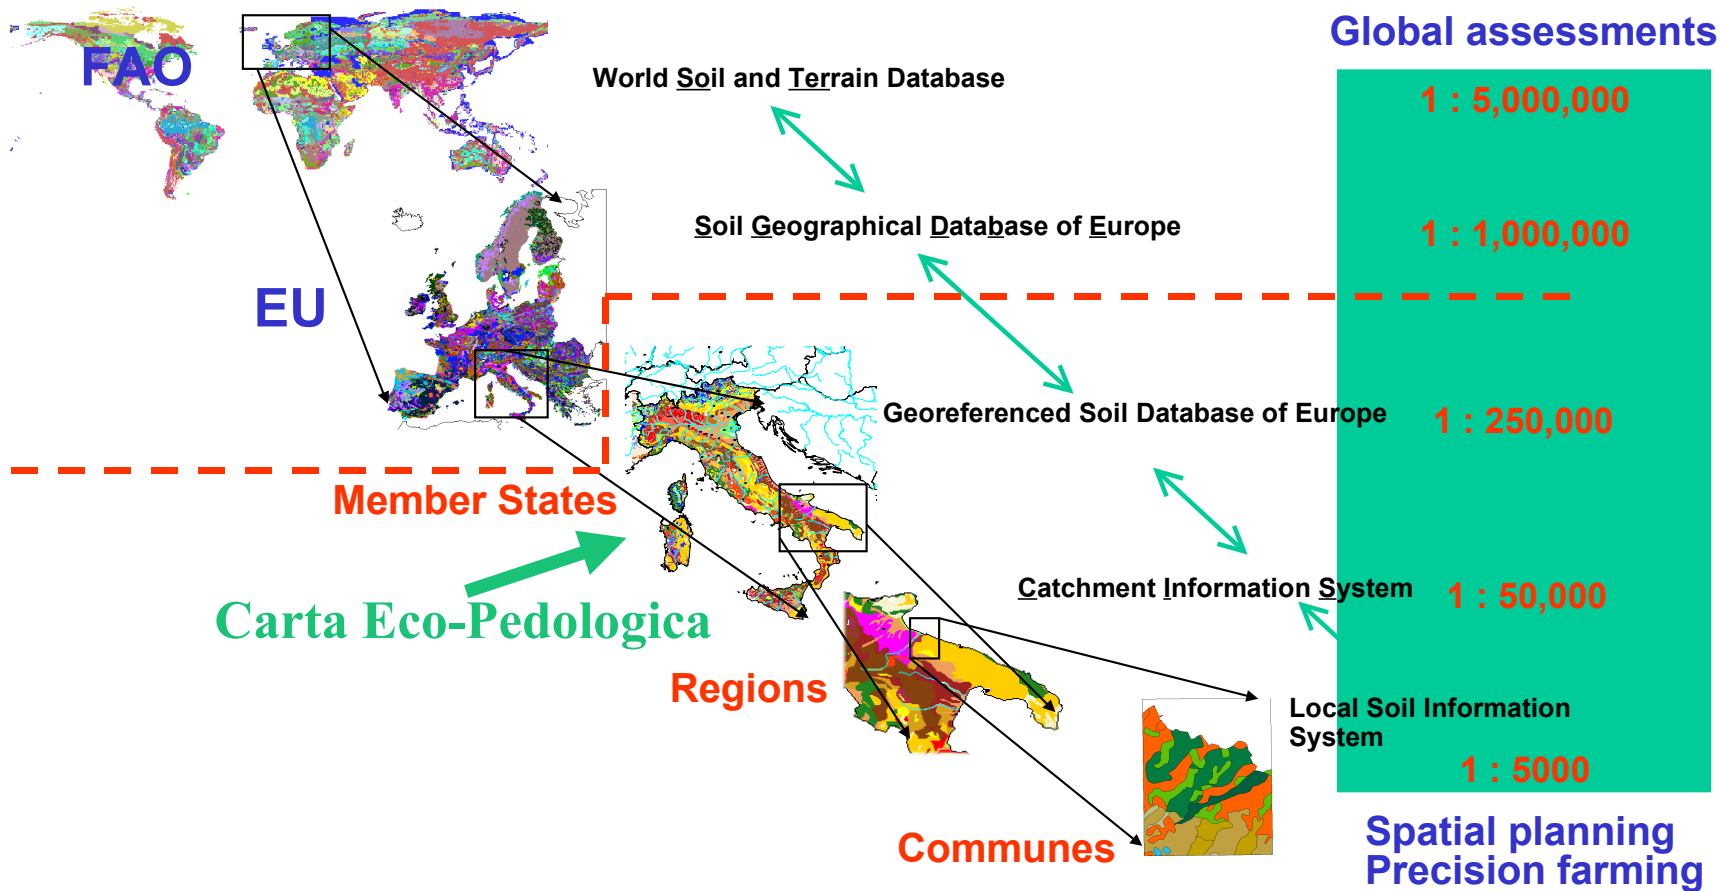 Global assessments
FAO
World Soil and Terrain Database
1 : 5,000,000
Soil Geographical Database of Europe
1 : 1,000,000
EU
Georeferenced Soil Database of Europe
1 : 250,000
Member States
Carta Eco-Pedologica
Catchment Information System
1 : 50,000
Regions
Local Soil Information
System
1 : 5000
Communes
Spatial planning
Precision farming